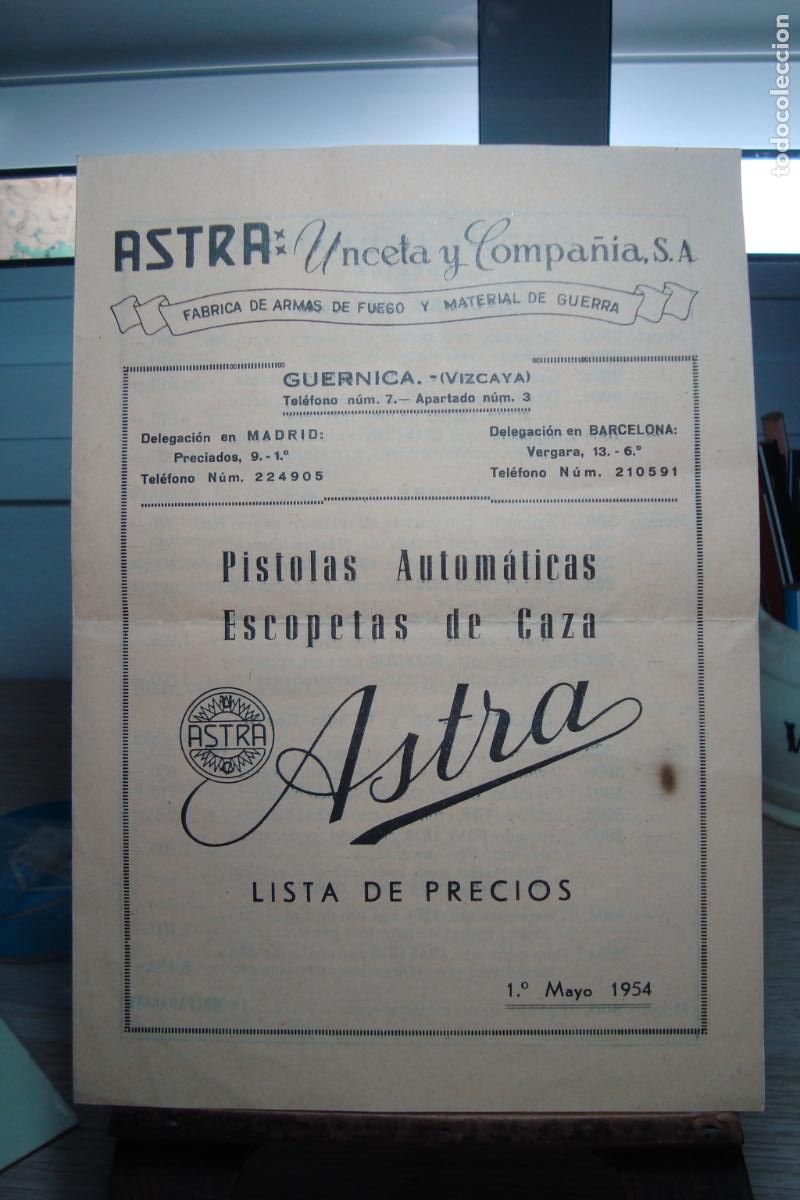 todocoleccion
ASTRA:: Unceta y Compañia, S.A
FABRICA DE ARMAS DE FUEGO Y MATERIAL DE GUERRA
GUERNICA. - (VIZCAYA)
Teléfono núm. 7.— Apartado núm. 3
Delegación en MADRID:
Preciados, 9. - 1.º
Teléfono Núm. 224905
Delegación en BARCELONA:
Vergara, 13. - 6.º
Teléfono Núm. 210591
Pistolas Automáticas
Escopetas de Caza
ASTRA
Astra
LISTA DE PRECIOS
1.º Mayo 1954